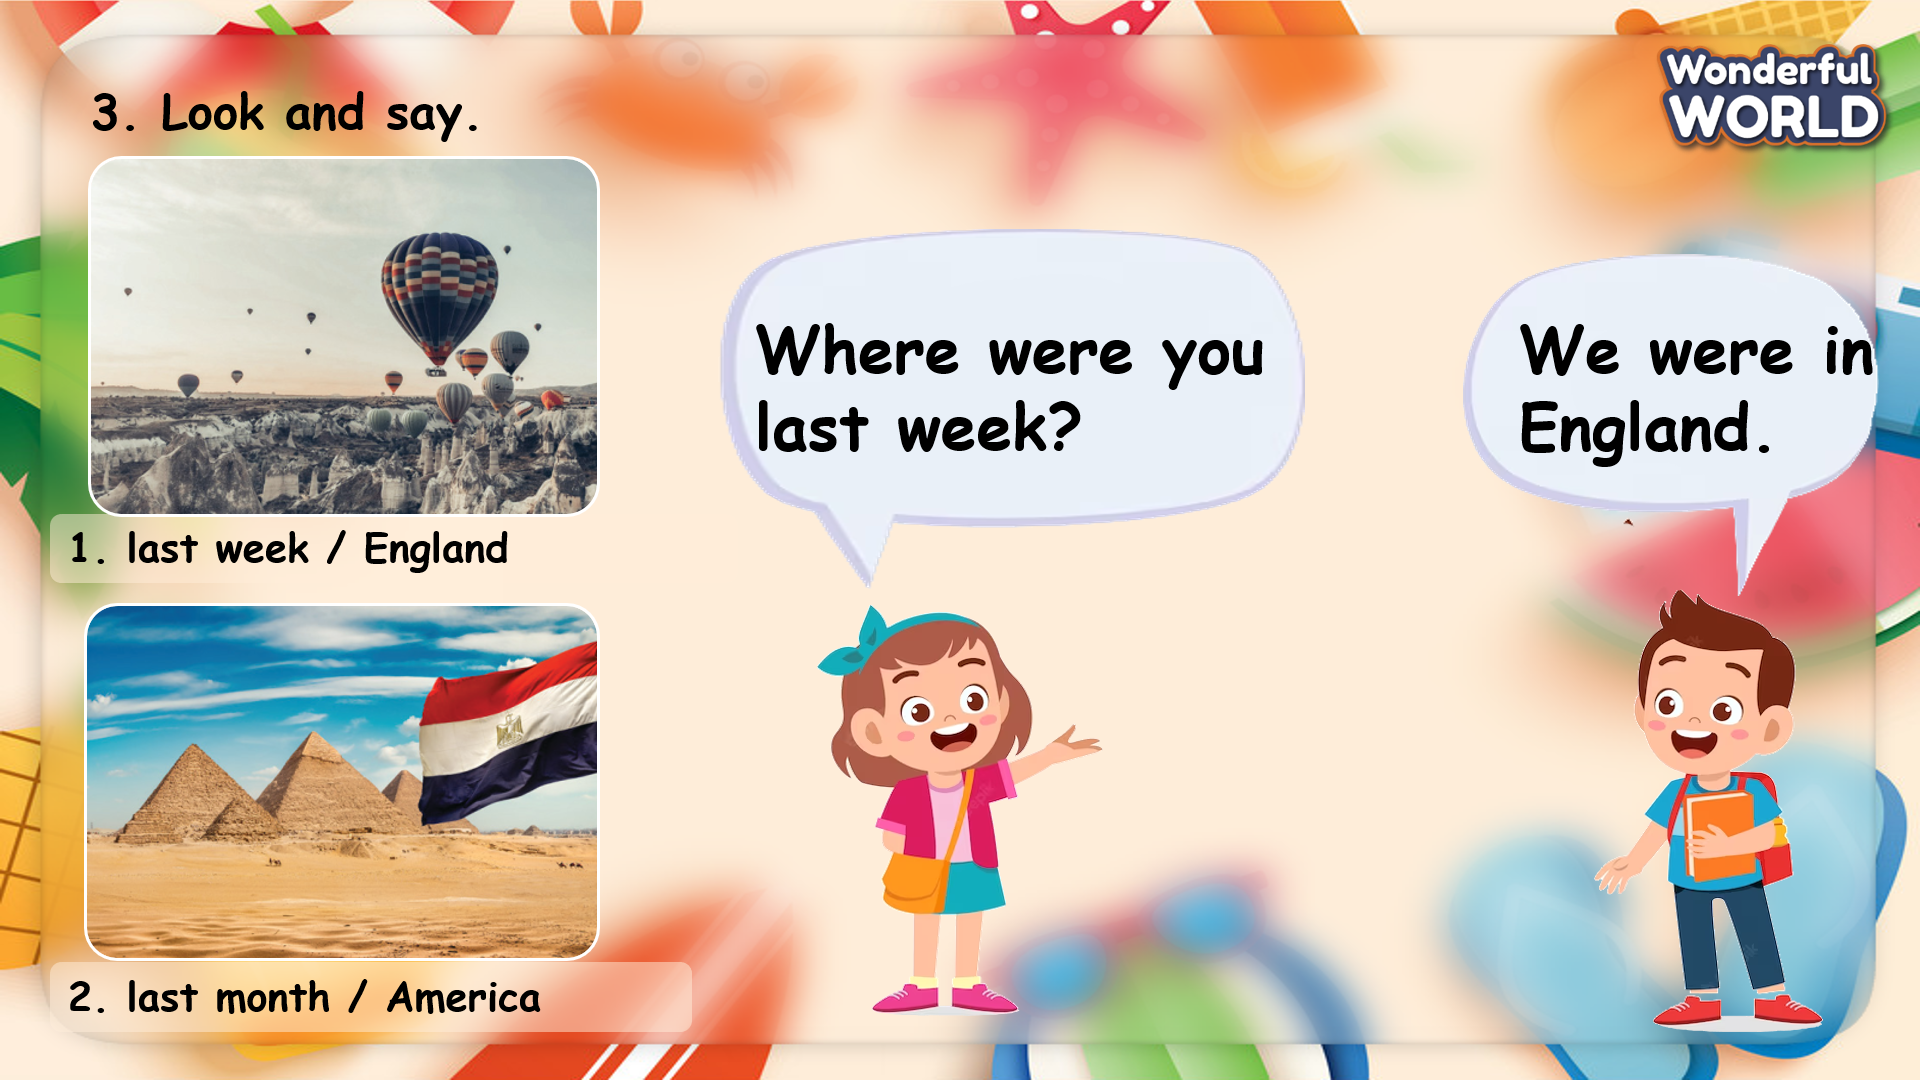 3. Look and say.
Wonderful
WORLD
Where were you
last week?
We were in
England.
1. last week / England
2. last month / America